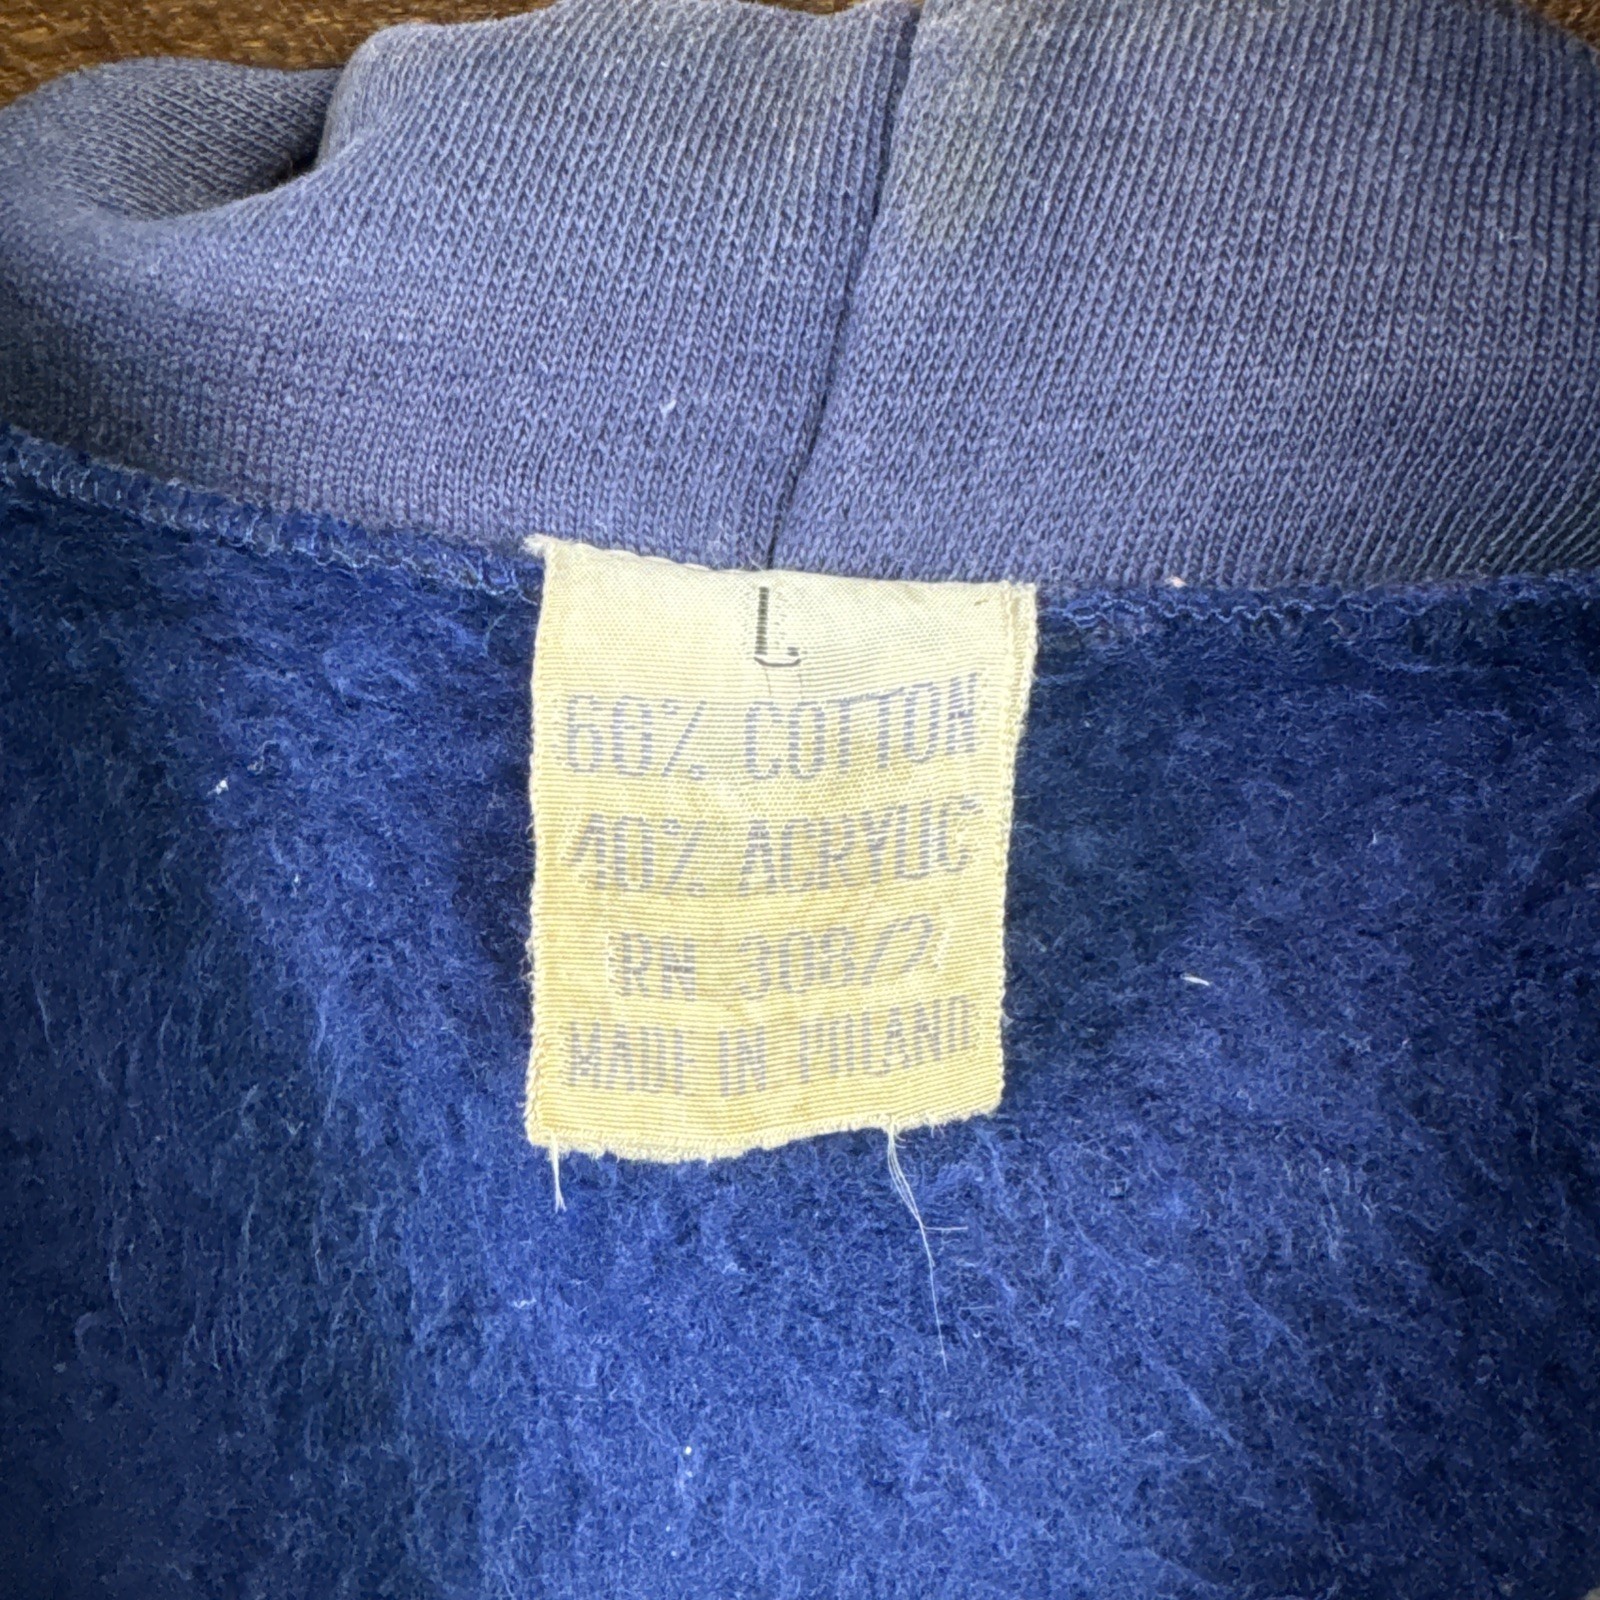 L
60% COTTON
40% ACRYLIC
RN 30872
MADE IN POLAND